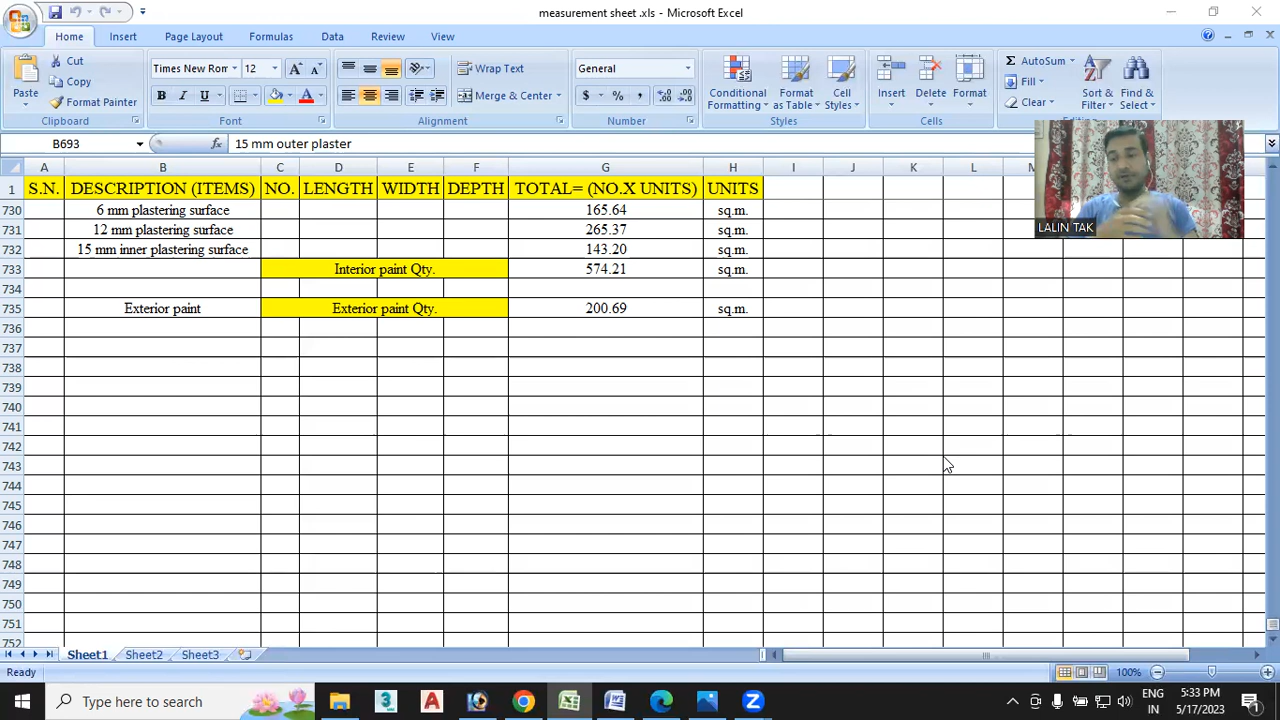 measurement sheet .xls - Microsoft Excel
Home Insert Page Layout Formulas Data Review View
Paste Cut Copy Format Painter Clipboard
Times New Rom 12 B I U Font
Wrap Text Merge & Center Alignment
General $ % , Number
Conditional Formatting Format as Table Cell Styles Styles
Insert Delete Format Cells
AutoSum Fill Clear Sort & Filter Find & Select
B693 fx 15 mm outer plaster
A B C D E F G H I J K L M
1 S.N. DESCRIPTION (ITEMS) NO. LENGTH WIDTH DEPTH TOTAL= (NO.X UNITS) UNITS
730 6 mm plastering surface 165.64 sq.m.
731 12 mm plastering surface 265.37 sq.m.
LALIN TAK
732 15 mm inner plastering surface 143.20 sq.m.
733 Interior paint Qty. 574.21 sq.m.
734
735 Exterior paint Exterior paint Qty. 200.69 sq.m.
736
737
738
739
740
741
742
743
744
745
746
747
748
749
750
751
752
Sheet1 Sheet2 Sheet3
Ready 100%
Type here to search
ENG 5:33 PM
IN 5/17/2023